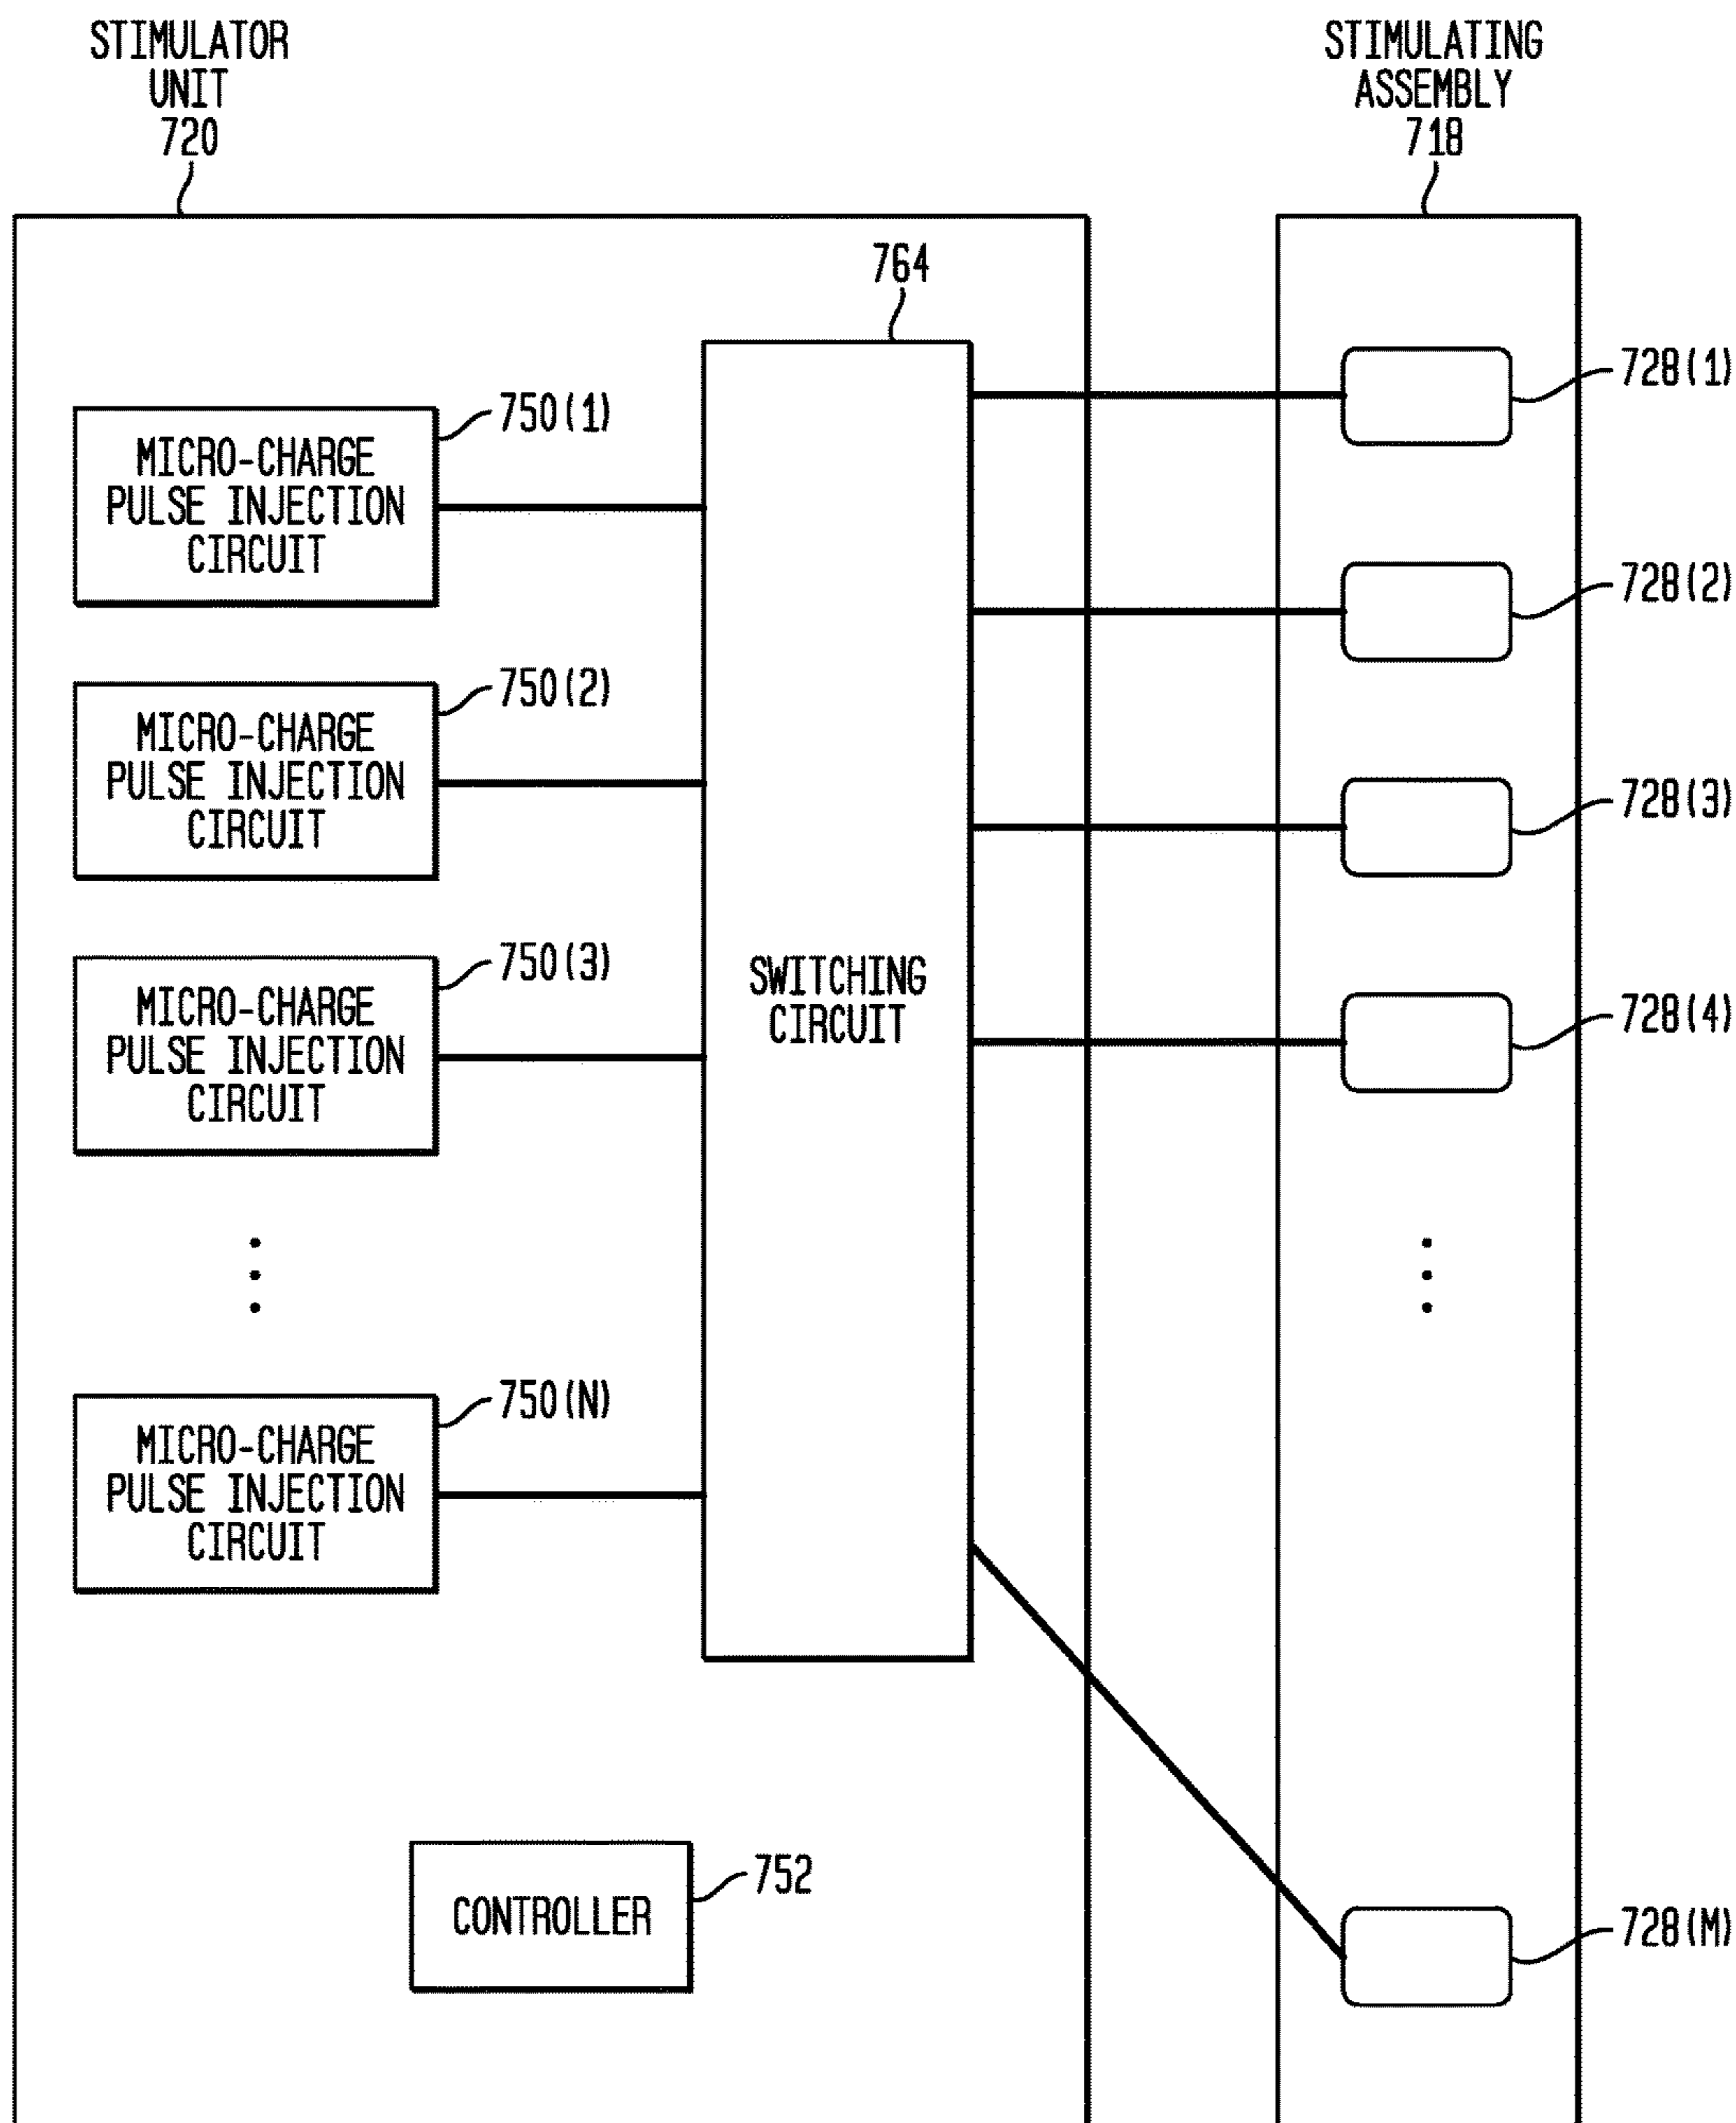 STIMULATOR
UNIT
720
STIMULATING
ASSEMBLY
718
764
750(1)
MICRO-CHARGE
PULSE INJECTION
CIRCUIT
750(2)
MICRO-CHARGE
PULSE INJECTION
CIRCUIT
750(3)
MICRO-CHARGE
PULSE INJECTION
CIRCUIT
750(N)
MICRO-CHARGE
PULSE INJECTION
CIRCUIT
SWITCHING
CIRCUIT
728(1)
728(2)
728(3)
728(4)
728(M)
752
CONTROLLER